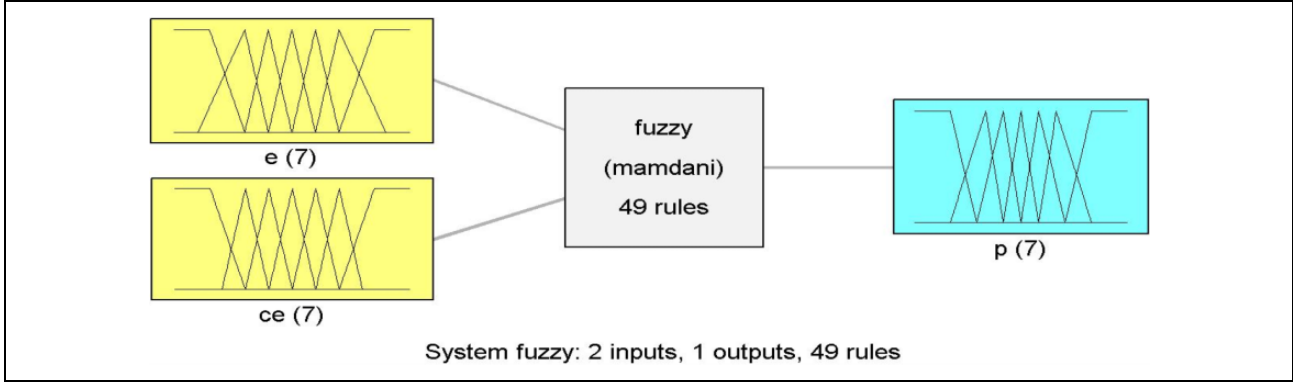 e (7)
ce (7)
fuzzy
(mamdani)
49 rules
p (7)
System fuzzy: 2 inputs, 1 outputs, 49 rules